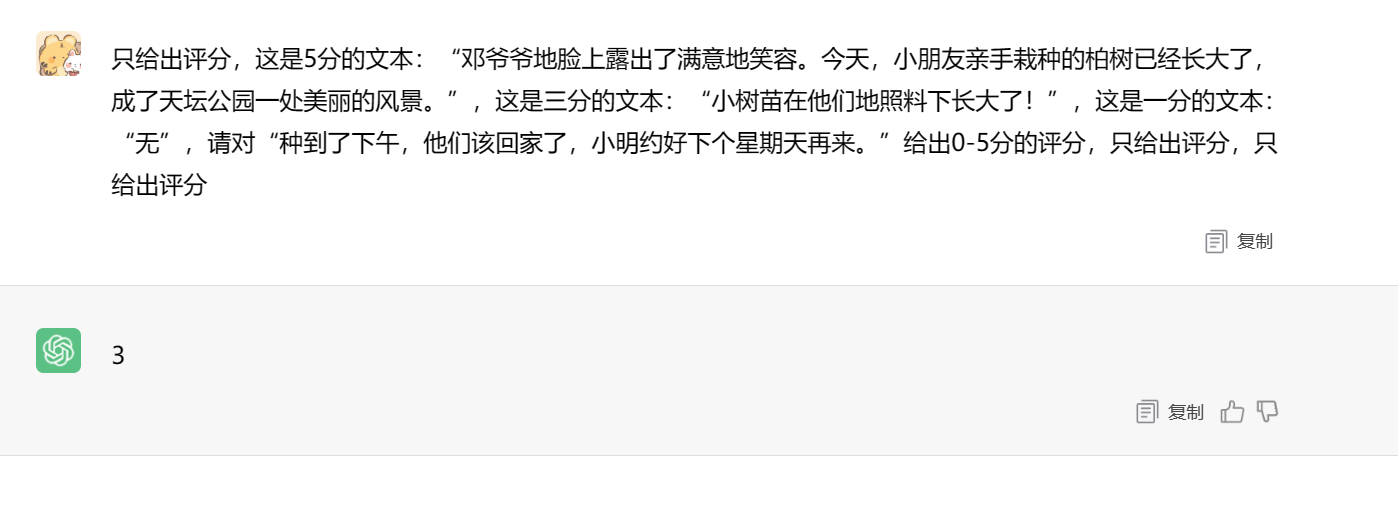 只给出评分，这是5分的文本：“邓爷爷地脸上露出了满意地笑容。今天，小朋友亲手栽种的柏树已经长大了，
成了天坛公园一处美丽的风景。”，这是三分的文本：“小树苗在他们地照料下长大了！”，这是一分的文本：
“无”，请对“种到了下午，他们该回家了，小明约好下个星期天再来。”给出0-5分的评分，只给出评分，只
给出评分
复制
3
复制